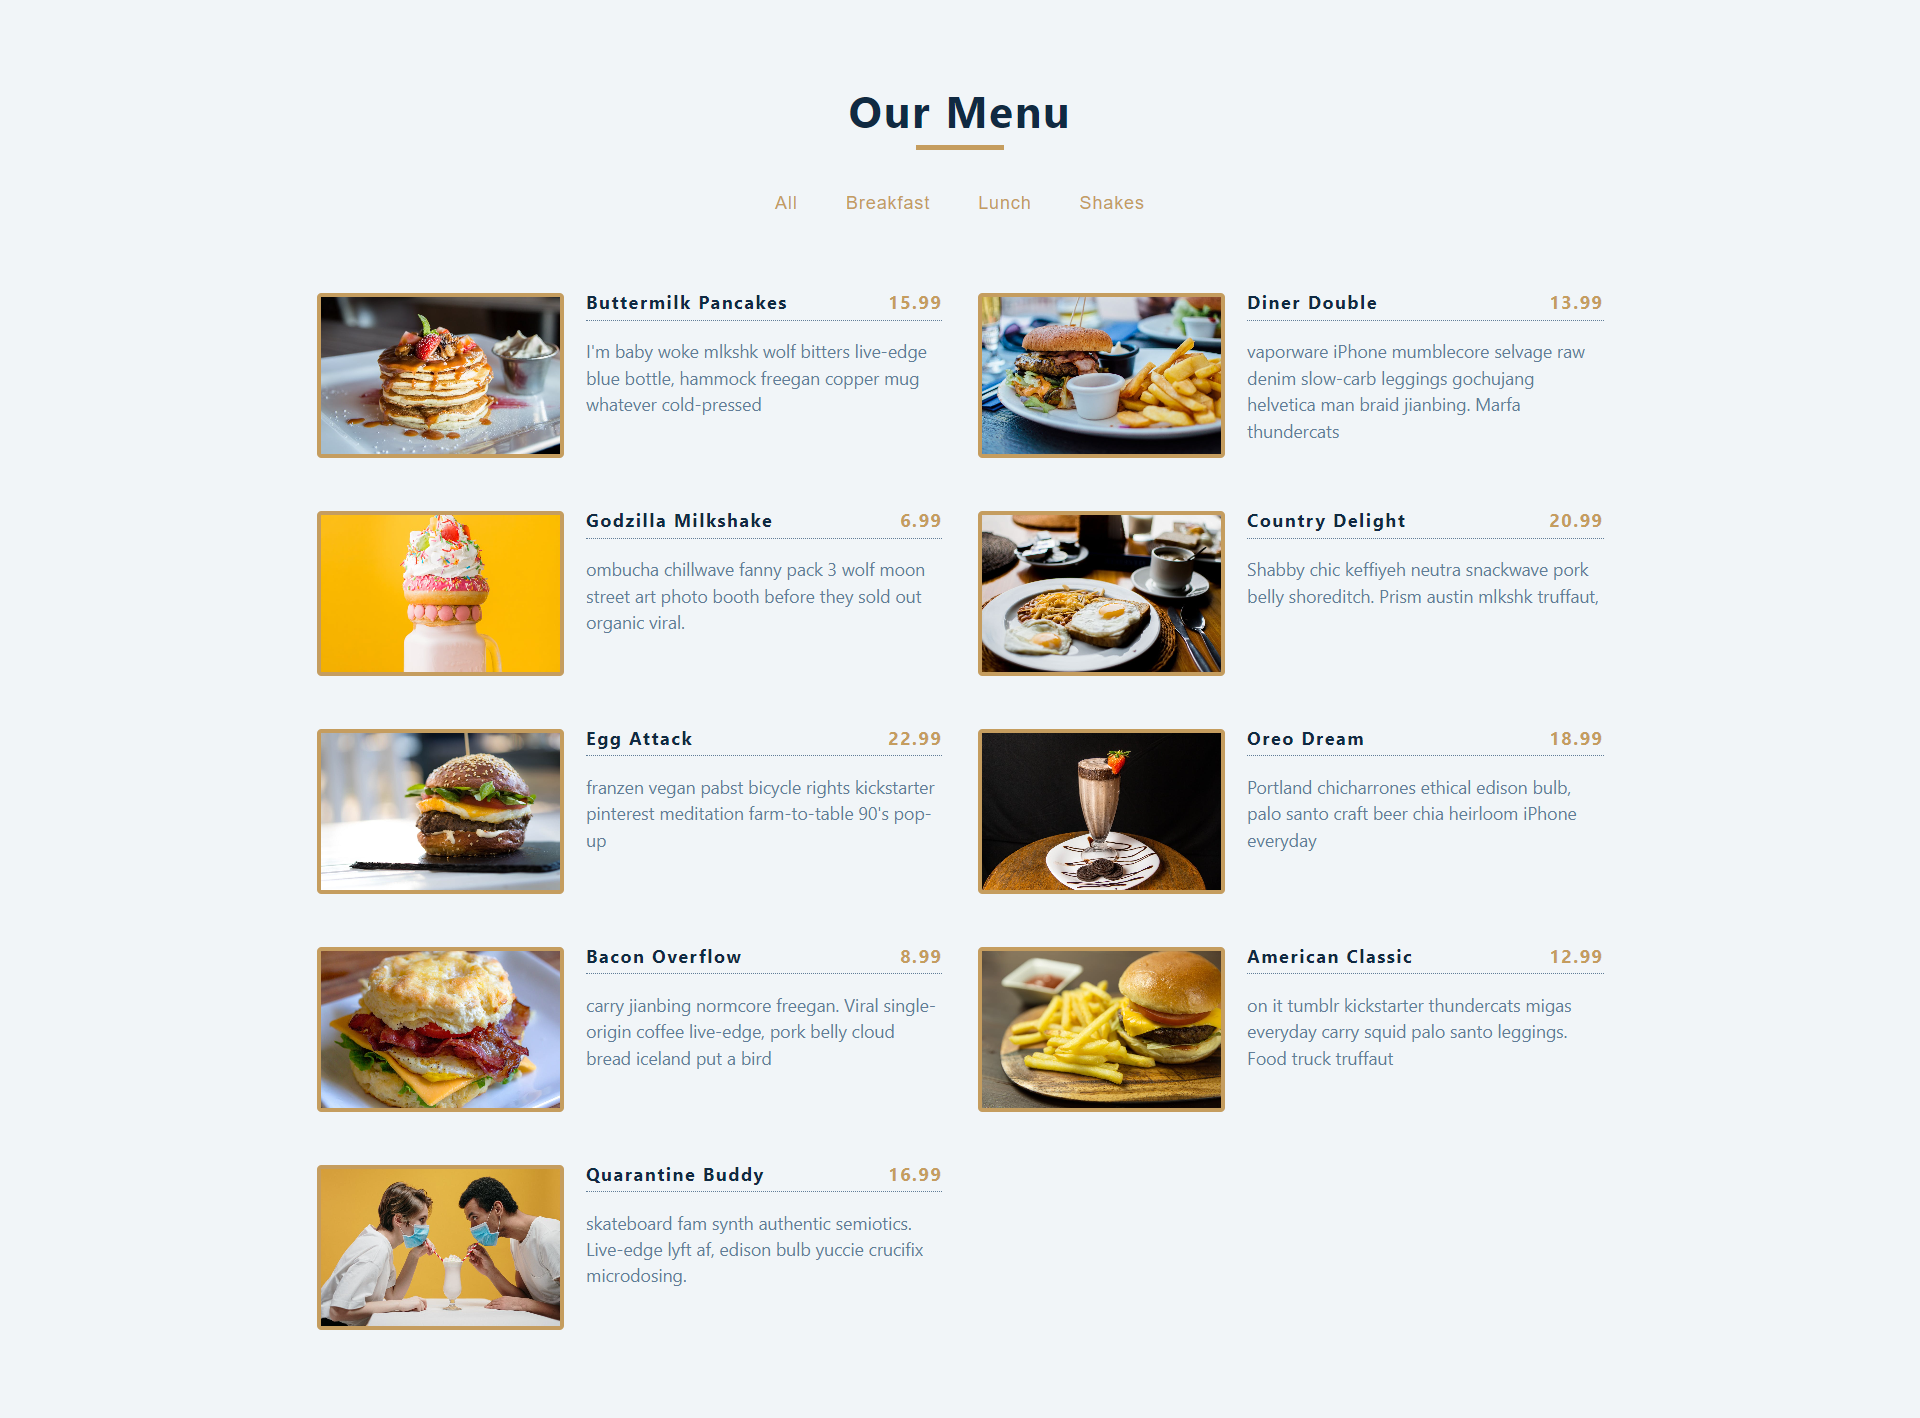 Our Menu
All Breakfast Lunch Shakes
Buttermilk Pancakes 15.99
I'm baby woke mlkshk wolf bitters live-edge
blue bottle, hammock freegan copper mug
whatever cold-pressed
Diner Double 13.99
vaporware iPhone mumblecore selvage raw
denim slow-carb leggings gochujang
helvetica man braid jianbing. Marfa
thundercats
Godzilla Milkshake 6.99
ombucha chillwave fanny pack 3 wolf moon
street art photo booth before they sold out
organic viral.
Country Delight 20.99
Shabby chic keffiyeh neutra snackwave pork
belly shoreditch. Prism austin mlkshk truffaut,
Egg Attack 22.99
franzen vegan pabst bicycle rights kickstarter
pinterest meditation farm-to-table 90's pop-
up
Oreo Dream 18.99
Portland chicharrones ethical edison bulb,
palo santo craft beer chia heirloom iPhone
everyday
Bacon Overflow 8.99
carry jianbing normcore freegan. Viral single-
origin coffee live-edge, pork belly cloud
bread iceland put a bird
American Classic 12.99
on it tumblr kickstarter thundercats migas
everyday carry squid palo santo leggings.
Food truck truffaut
Quarantine Buddy 16.99
skateboard fam synth authentic semiotics.
Live-edge lyft af, edison bulb yuccie crucifix
microdosing.